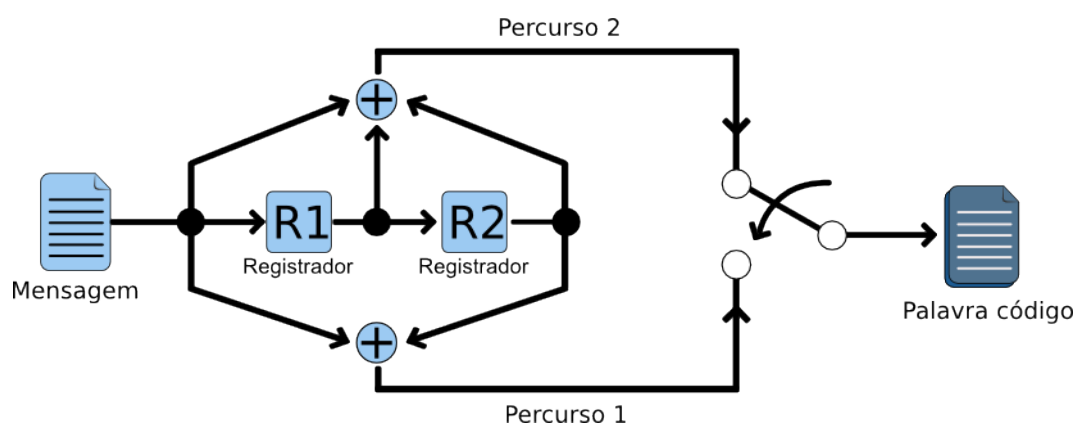 Percurso 2
R1
R2
Registrador
Registrador
Mensagem
Palavra código
Percurso 1